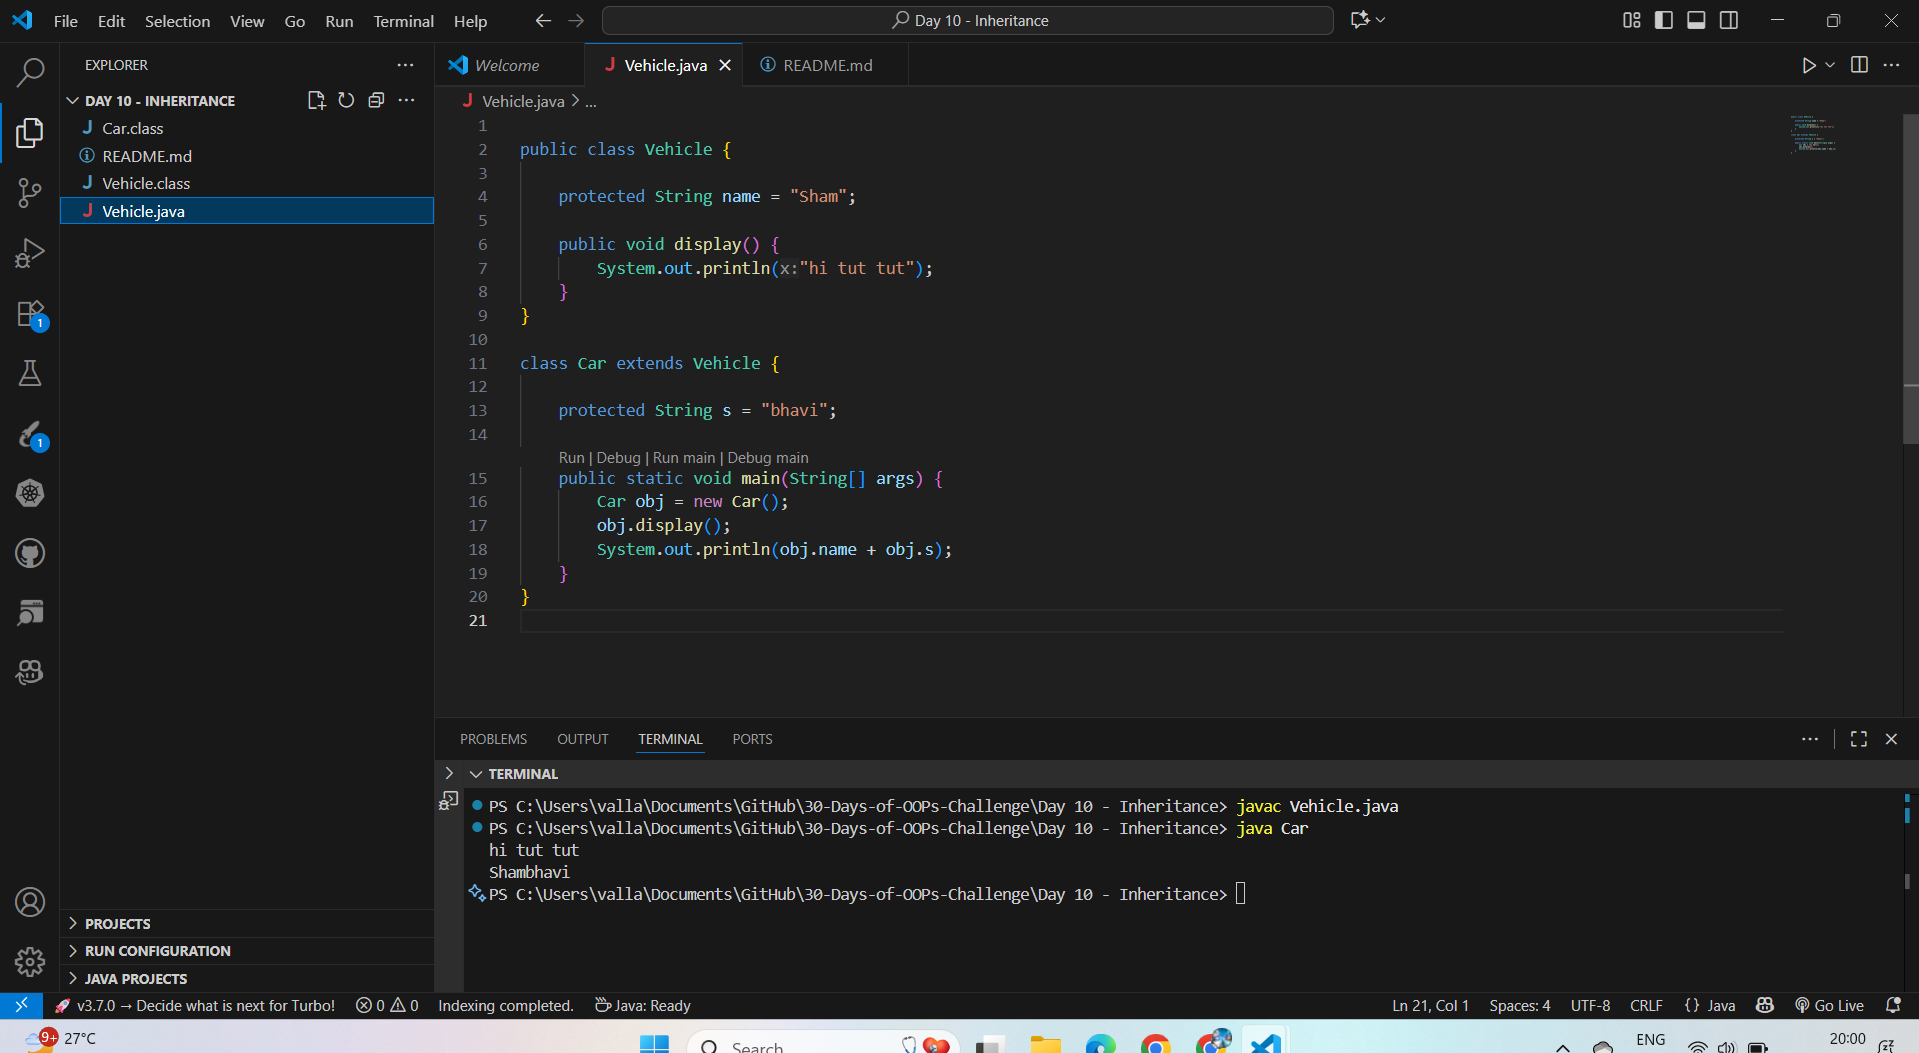 File Edit Selection View Go Run Terminal Help
Day 10 - Inheritance
EXPLORER
DAY 10 - INHERITANCE
Car.class
README.md
Vehicle.class
Vehicle.java
PROJECTS
RUN CONFIGURATION
JAVA PROJECTS
1
1
Welcome Vehicle.java README.md
Vehicle.java > ...
1
2 public class Vehicle {
3
4 protected String name = "Sham";
5
6 public void display() {
7 System.out.println(x:"hi tut tut");
8 }
9 }
10
11 class Car extends Vehicle {
12
13 protected String s = "bhavi";
14
Run | Debug | Run main | Debug main
15 public static void main(String[] args) {
16 Car obj = new Car();
17 obj.display();
18 System.out.println(obj.name + obj.s);
19 }
20 }
21
PROBLEMS OUTPUT TERMINAL PORTS
TERMINAL
PS C:\Users\valla\Documents\GitHub\30-Days-of-OOPs-Challenge\Day 10 - Inheritance> javac Vehicle.java
PS C:\Users\valla\Documents\GitHub\30-Days-of-OOPs-Challenge\Day 10 - Inheritance> java Car
hi tut tut
Shambhavi
PS C:\Users\valla\Documents\GitHub\30-Days-of-OOPs-Challenge\Day 10 - Inheritance>
v3.7.0 → Decide what is next for Turbo! 0 0 Indexing completed. Java: Ready Ln 21, Col 1 Spaces: 4 UTF-8 CRLF {} Java Go Live
9+ 27°C Search ENG 20:00